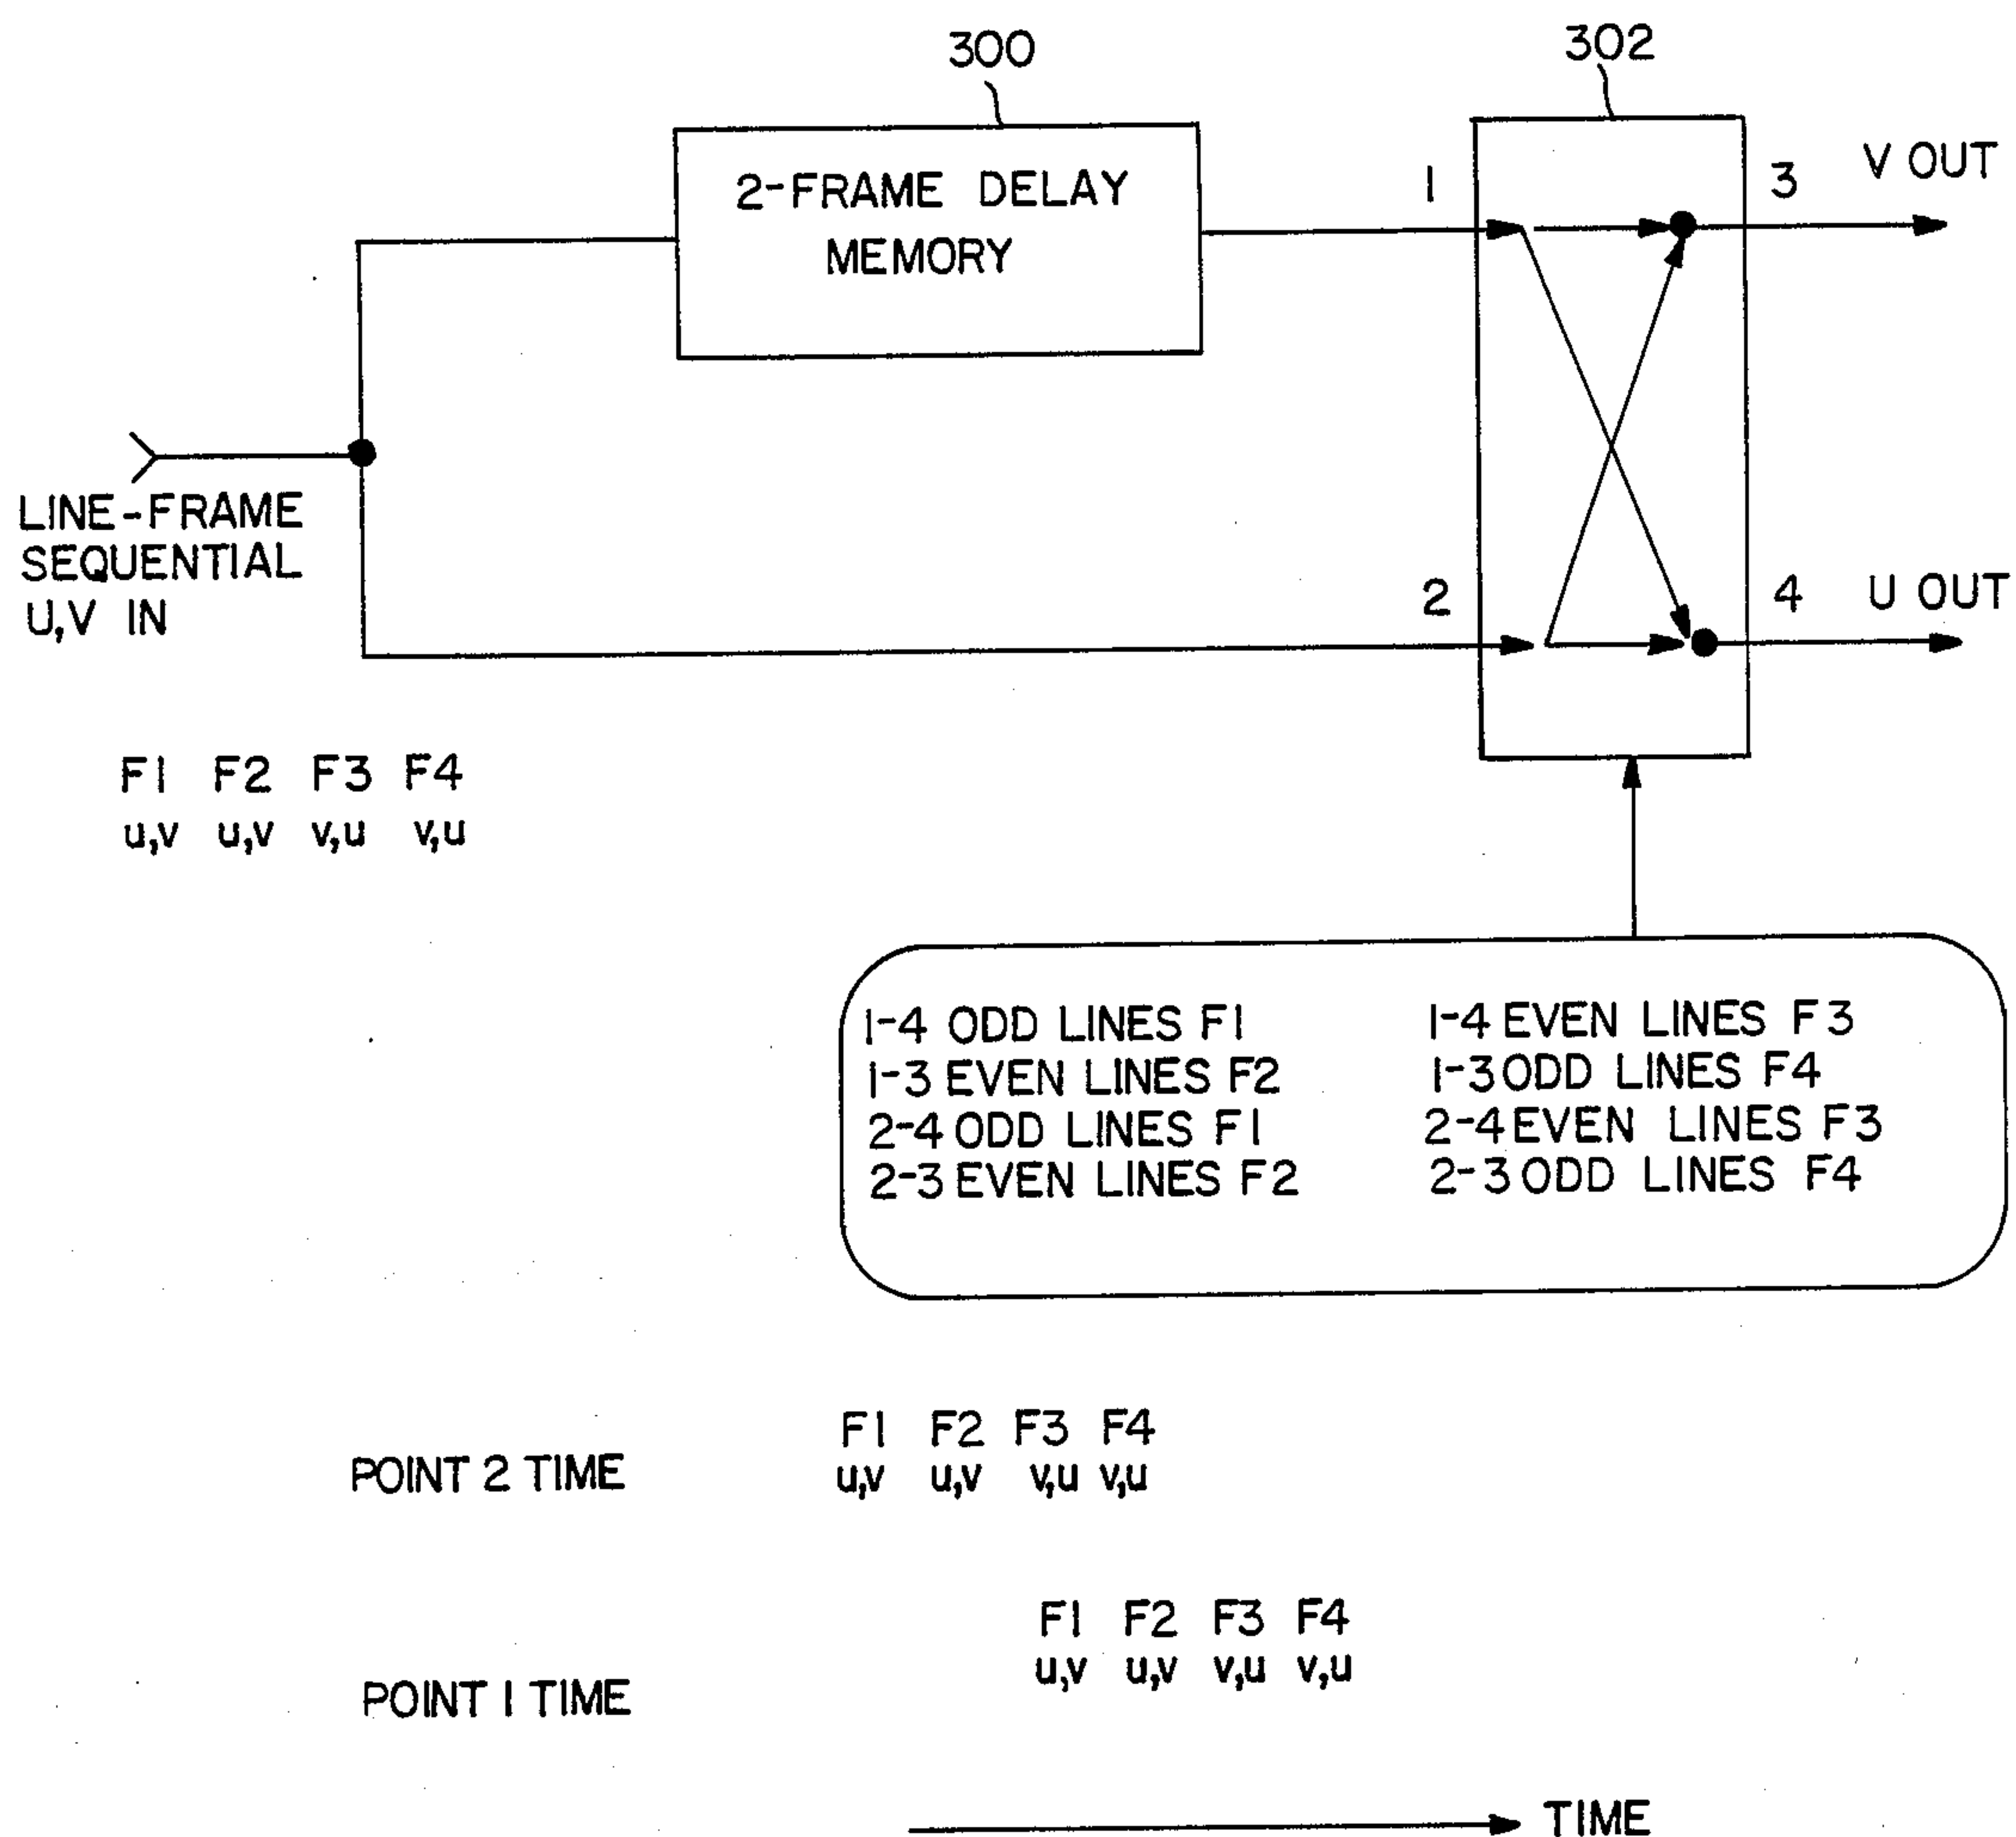 300
302
2-FRAME DELAY
MEMORY
1
3
V OUT
LINE-FRAME
SEQUENTIAL
U,V IN
2
4
U OUT
F1 F2 F3 F4
u,v u,v v,u v,u
1-4 ODD LINES F1
1-3 EVEN LINES F2
2-4 ODD LINES F1
2-3 EVEN LINES F2
1-4 EVEN LINES F3
1-3 ODD LINES F4
2-4 EVEN LINES F3
2-3 ODD LINES F4
F1 F2 F3 F4
POINT 2 TIME
u,v u,v v,u v,u
F1 F2 F3 F4
u,v u,v v,u v,u
POINT 1 TIME
TIME